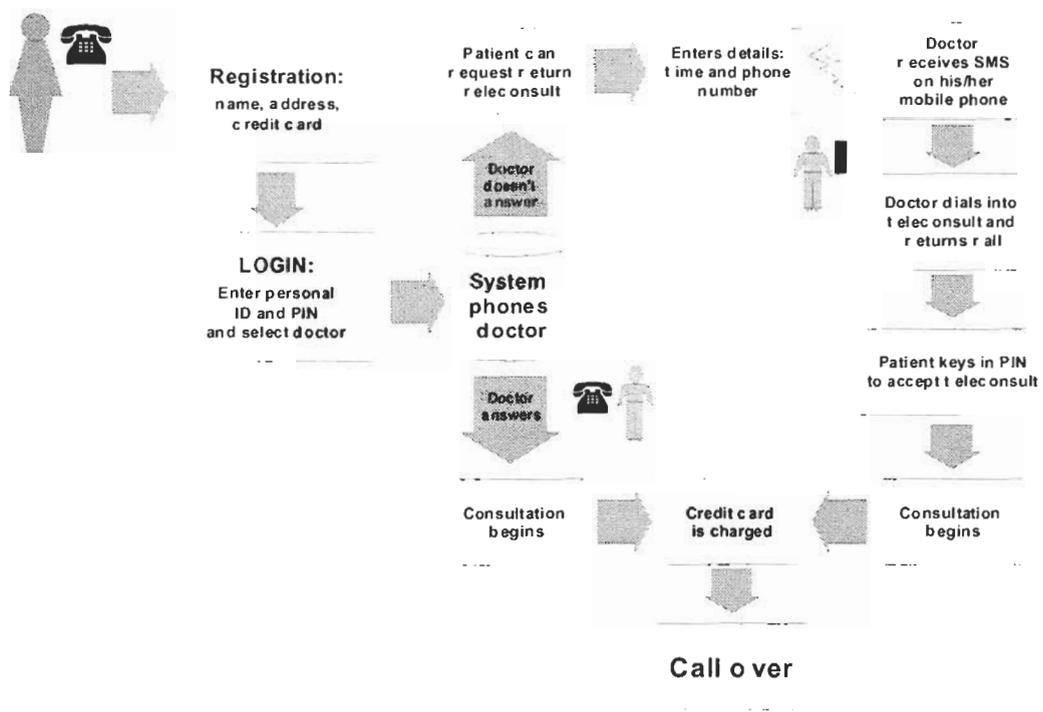 Registration:
name, address,
credit card
LOGIN:
Enter personal
ID and PIN
and select doctor
System
phones
doctor
Doctor
doesn't
answer
Patient can
request return
releconsult
Enters details:
time and phone
number
Doctor
receives SMS
on his/her
mobile phone
Doctor dials into
teleconsult and
returns rall
Patient keys in PIN
to accept teleconsult
Consultation
begins
Doctor
answers
Consultation
begins
Credit card
is charged
Call over